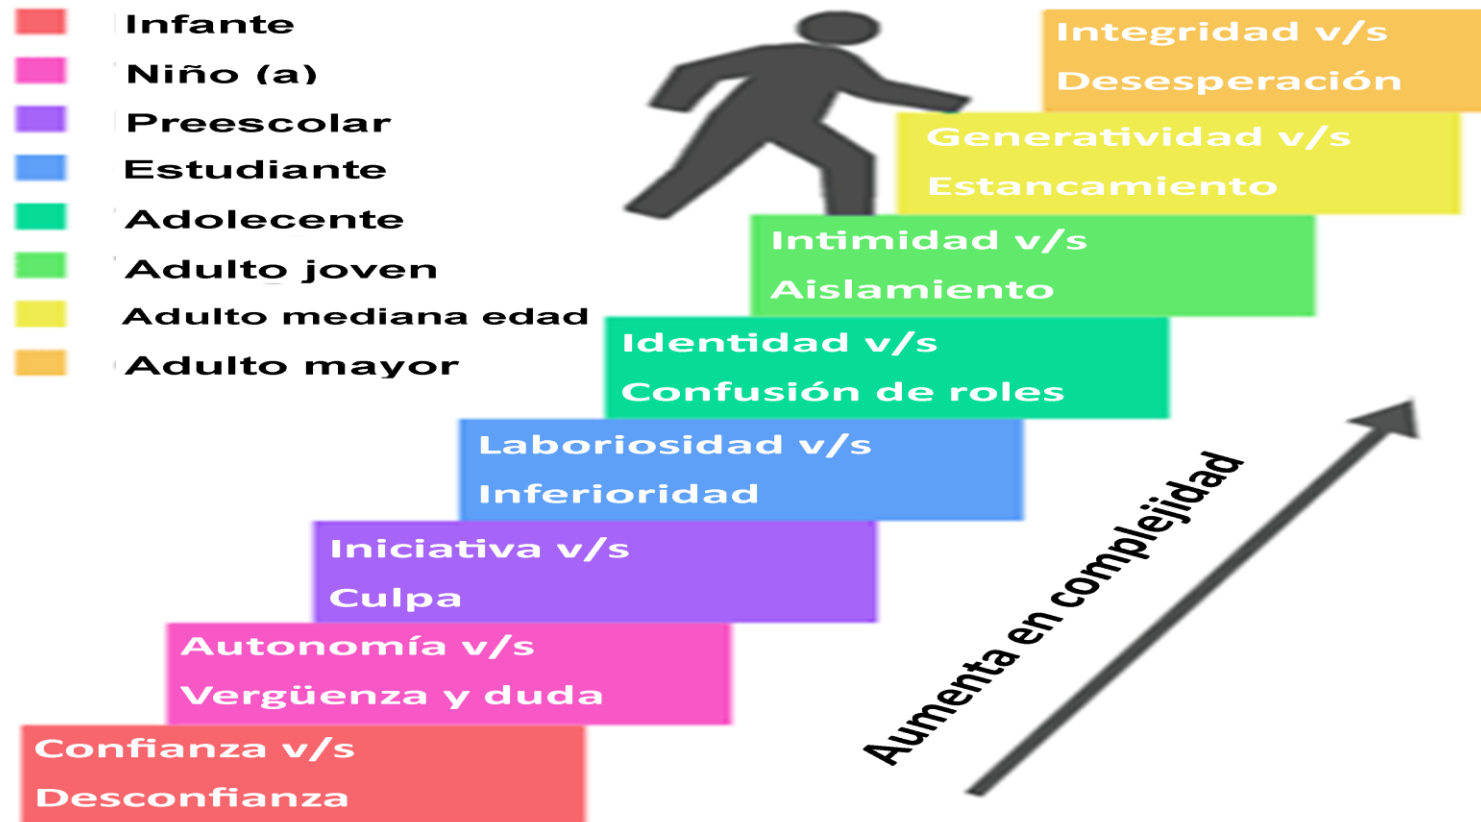 Infante
Niño (a)
Preescolar
Estudiante
Adolecente
Adulto joven
Adulto mediana edad
Adulto mayor
Integridad v/s
Desesperación
Generatividad v/s
Estancamiento
Intimidad v/s
Aislamiento
Identidad v/s
Confusión de roles
Laboriosidad v/s
Inferioridad
Iniciativa v/s
Culpa
Autonomía v/s
Vergüenza y duda
Confianza v/s
Desconfianza
Aumenta en complejidad